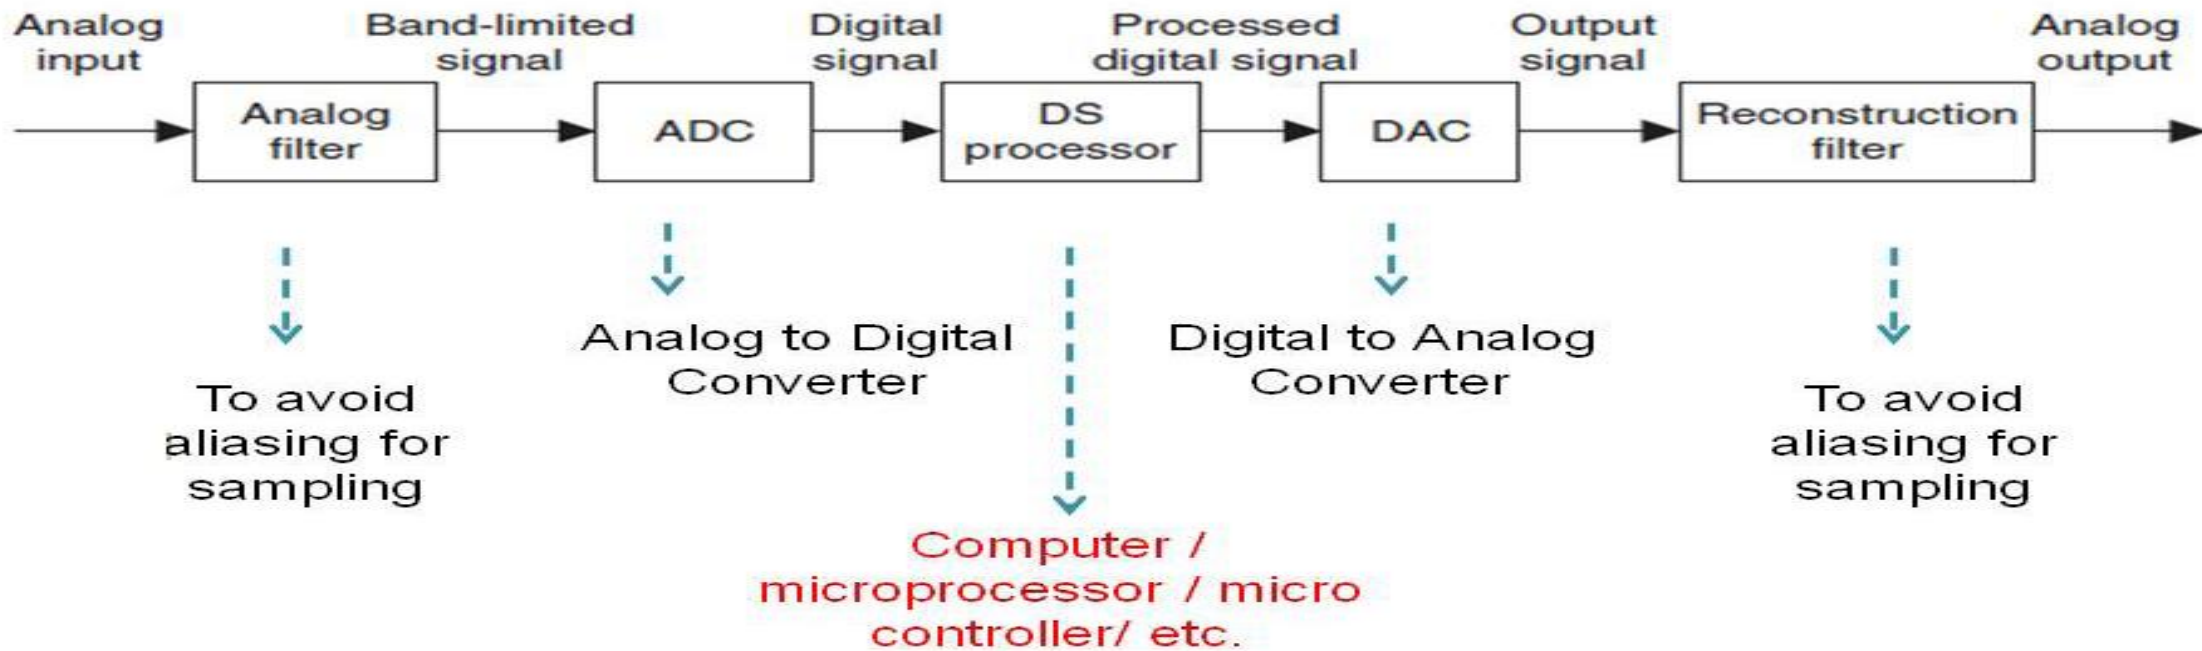 Analog
input
Band-limited
signal
Digital
signal
Processed
digital signal
Output
signal
Analog
output
Analog
filter
ADC
DS
processor
DAC
Reconstruction
filter
To avoid
aliasing for
sampling
Analog to Digital
Converter
Computer /
microprocessor / micro
controller/ etc.
Digital to Analog
Converter
To avoid
aliasing for
sampling